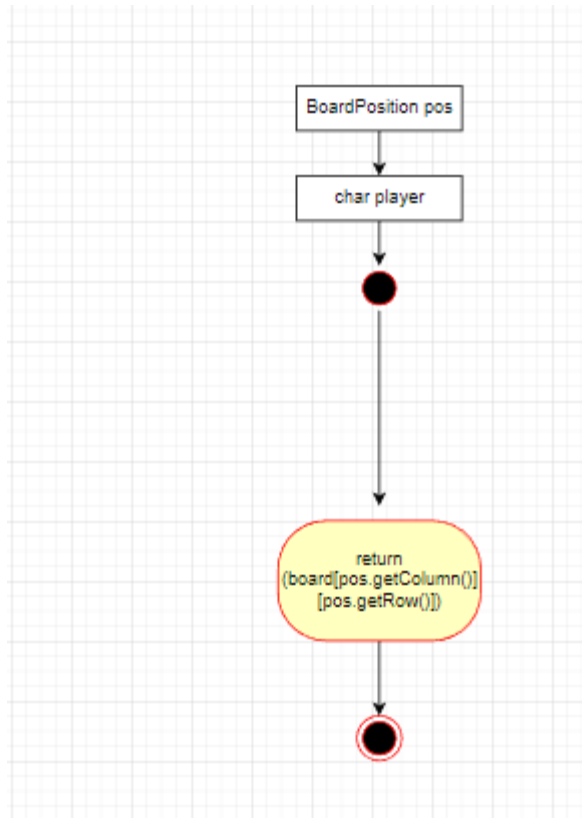 BoardPosition pos
char player
return
(board[pos.getColumn()]
[pos.getRow()])